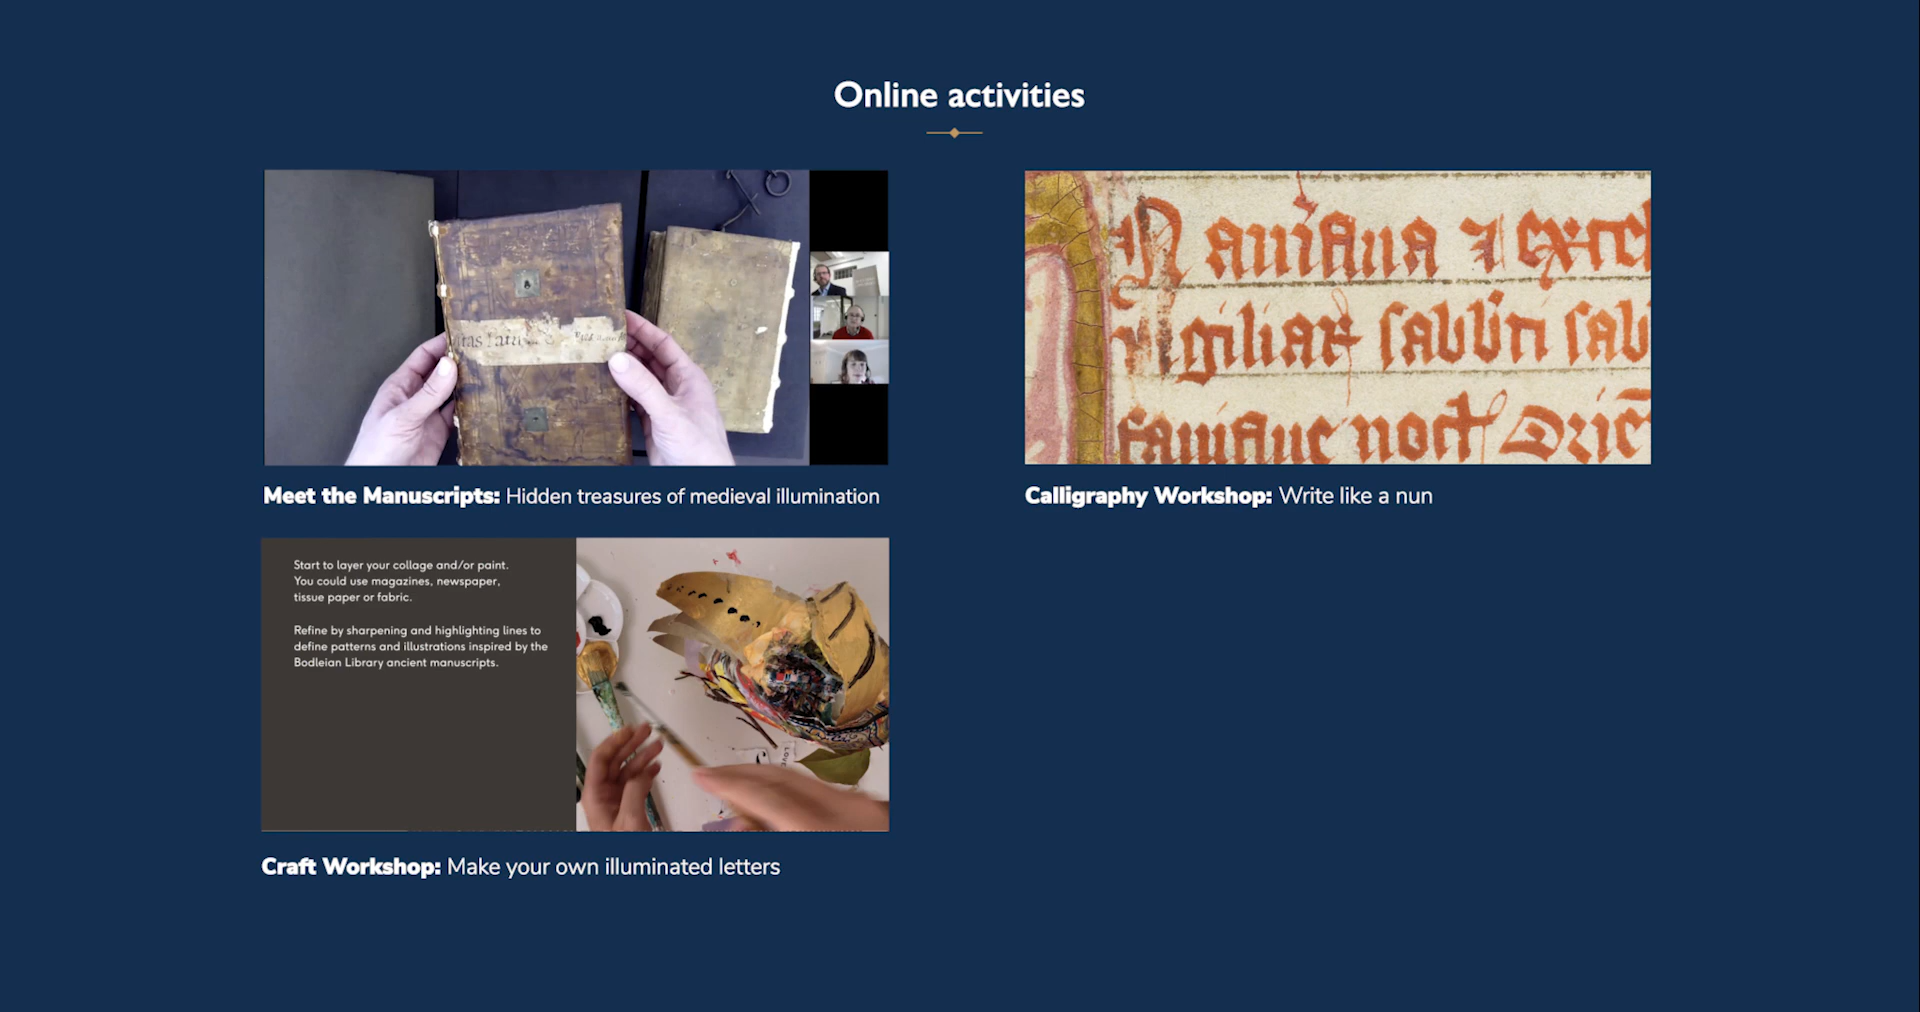 Online activities
Meet the Manuscripts: Hidden treasures of medieval illumination
Calligraphy Workshop: Write like a nun
Start to layer your collage and/or paint.
You could use magazines, newspaper,
tissue paper or fabric.
Refine by sharpening and highlighting lines to
define patterns and illustrations inspired by the
Bodleian Library ancient manuscripts.
LOVE
Craft Workshop: Make your own illuminated letters